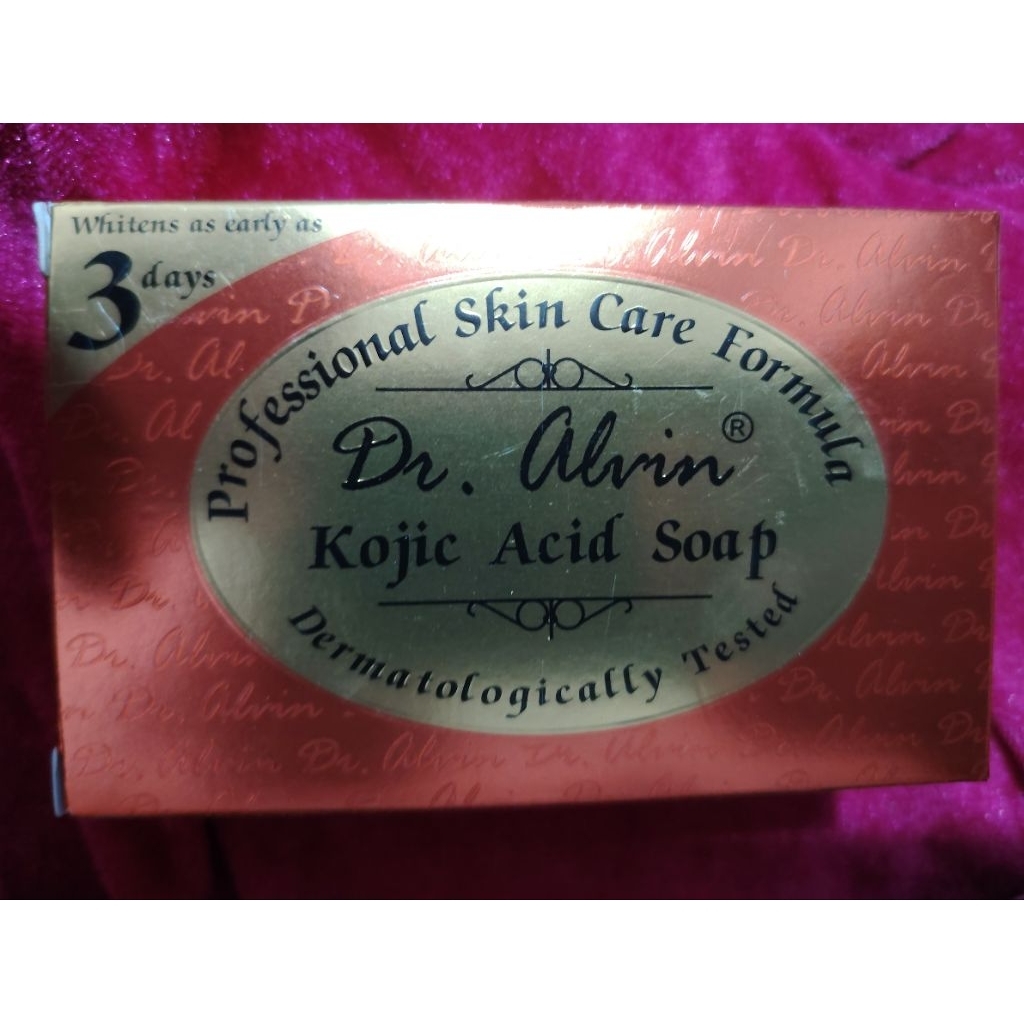 Whitens as early as
3 days
Professional Skin Care Formula
Dr. Alvin®
Kojic Acid Soap
Dermatologically Tested